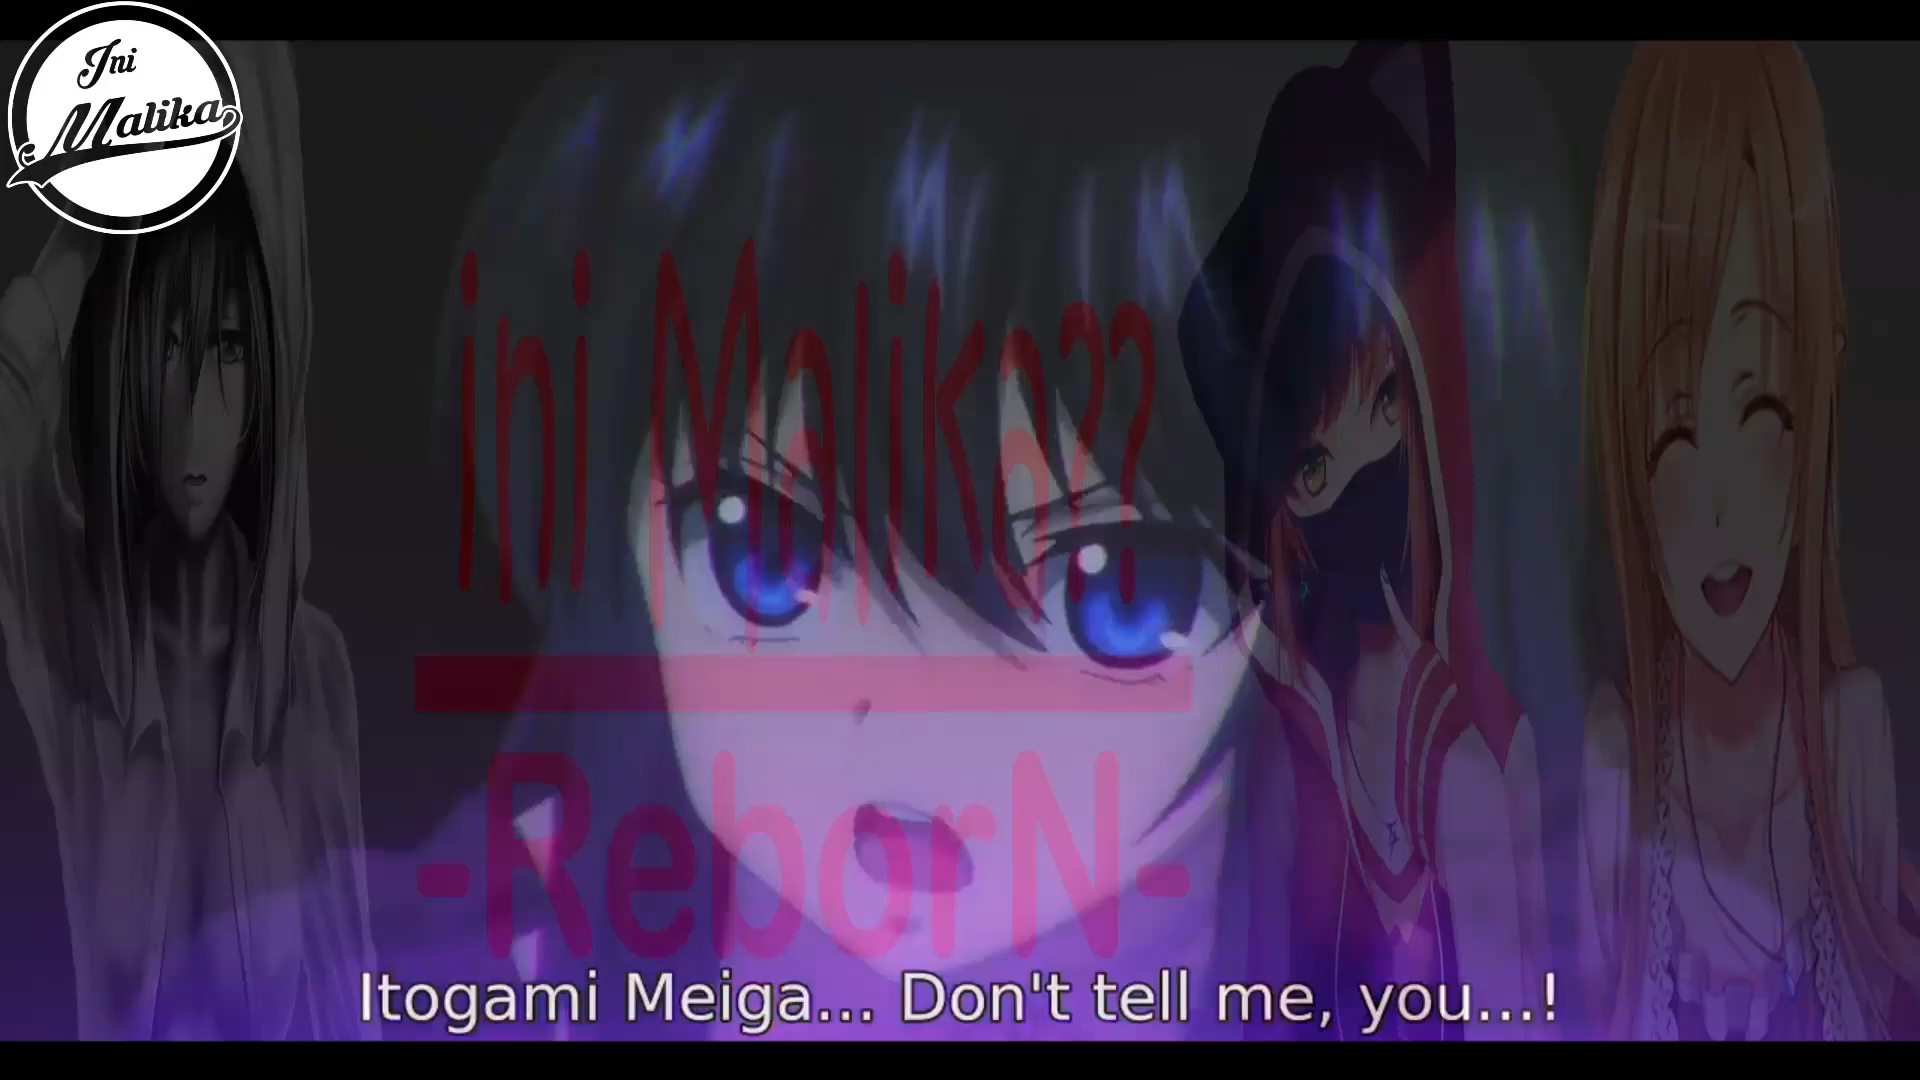 Ini
Malika
ini Malika??
-ReborN-
Itogami Meiga... Don't tell me, you...!